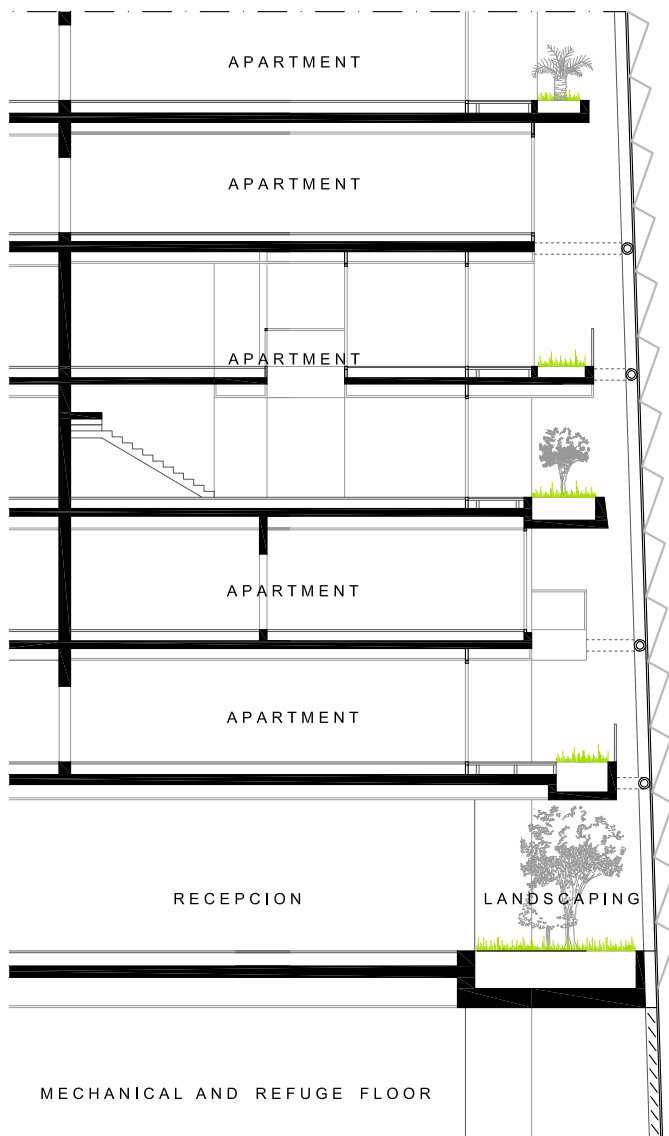 APARTMENT
APARTMENT
APARTMENT
APARTMENT
APARTMENT
RECEPCION LANDSCAPING
MECHANICAL AND REFUGE FLOOR